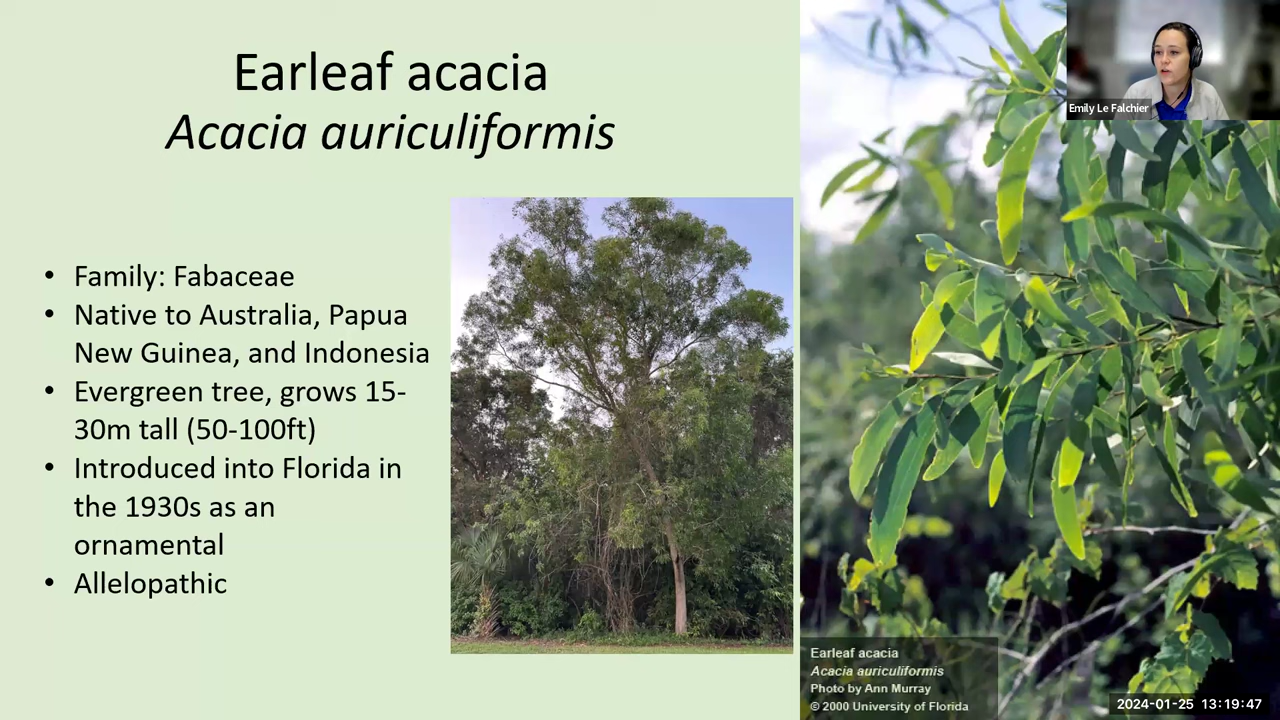 Earleaf acacia
Acacia auriculiformis
• Family: Fabaceae
• Native to Australia, Papua
New Guinea, and Indonesia
• Evergreen tree, grows 15-
30m tall (50-100ft)
• Introduced into Florida in
the 1930s as an
ornamental
• Allelopathic
Emily Le Falchier
Earleaf acacia
Acacia auriculiformis
Photo by Ann Murray
© 2000 University of Florida
2024-01-25 13:19:47